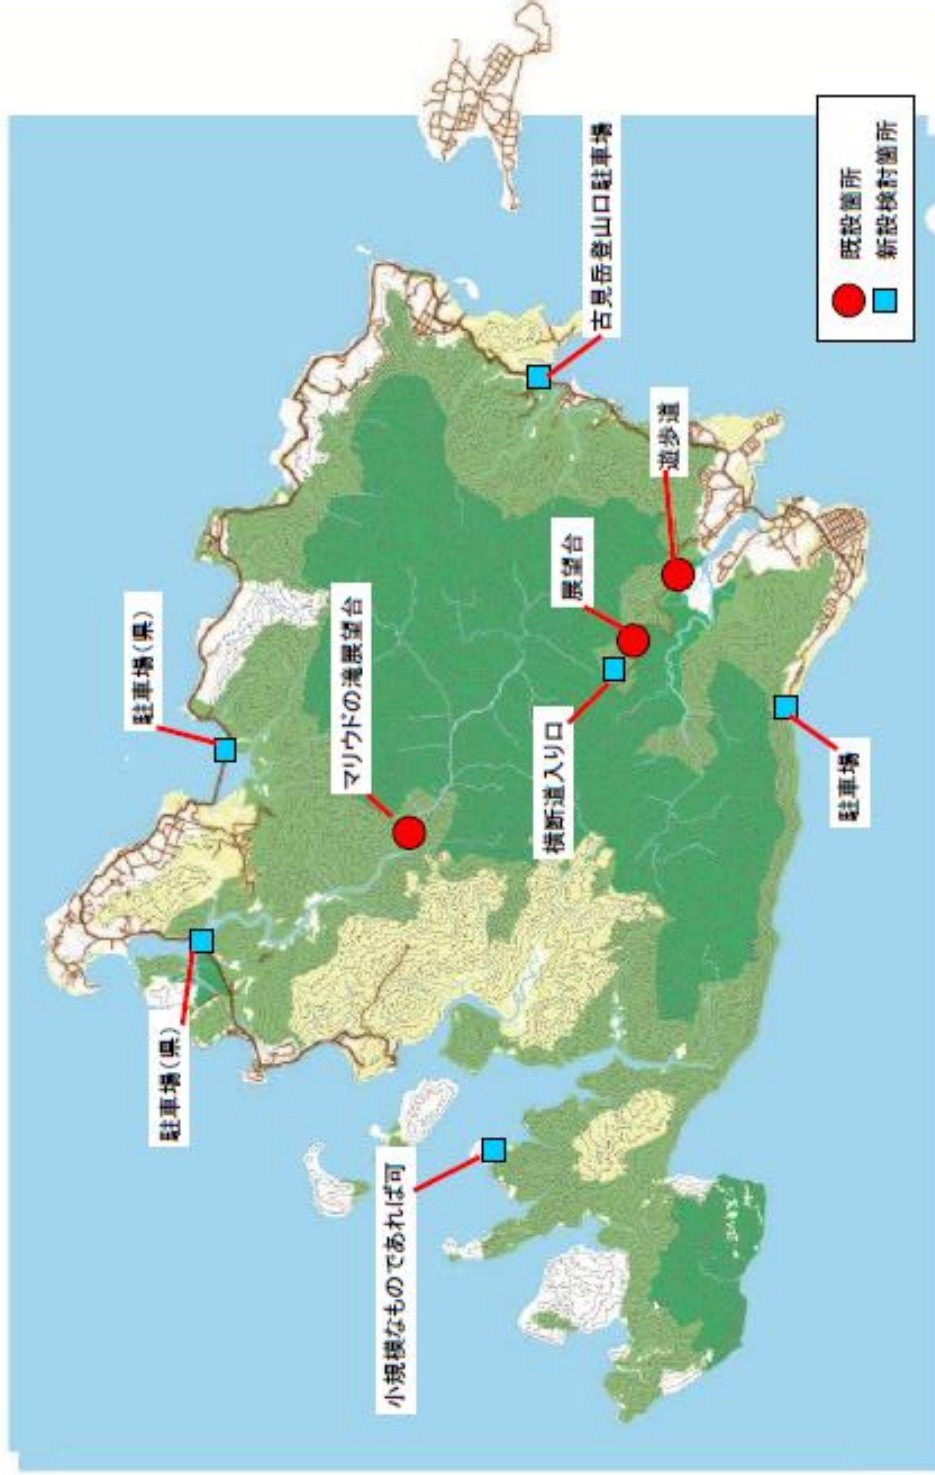 駐車場(県)
駐車場(県)
マリウドの滝展望台
小規模なものであれば可
横断道入り口
展望台
古見岳登山口駐車場
遊歩道
駐車場
既設箇所
新設検討箇所